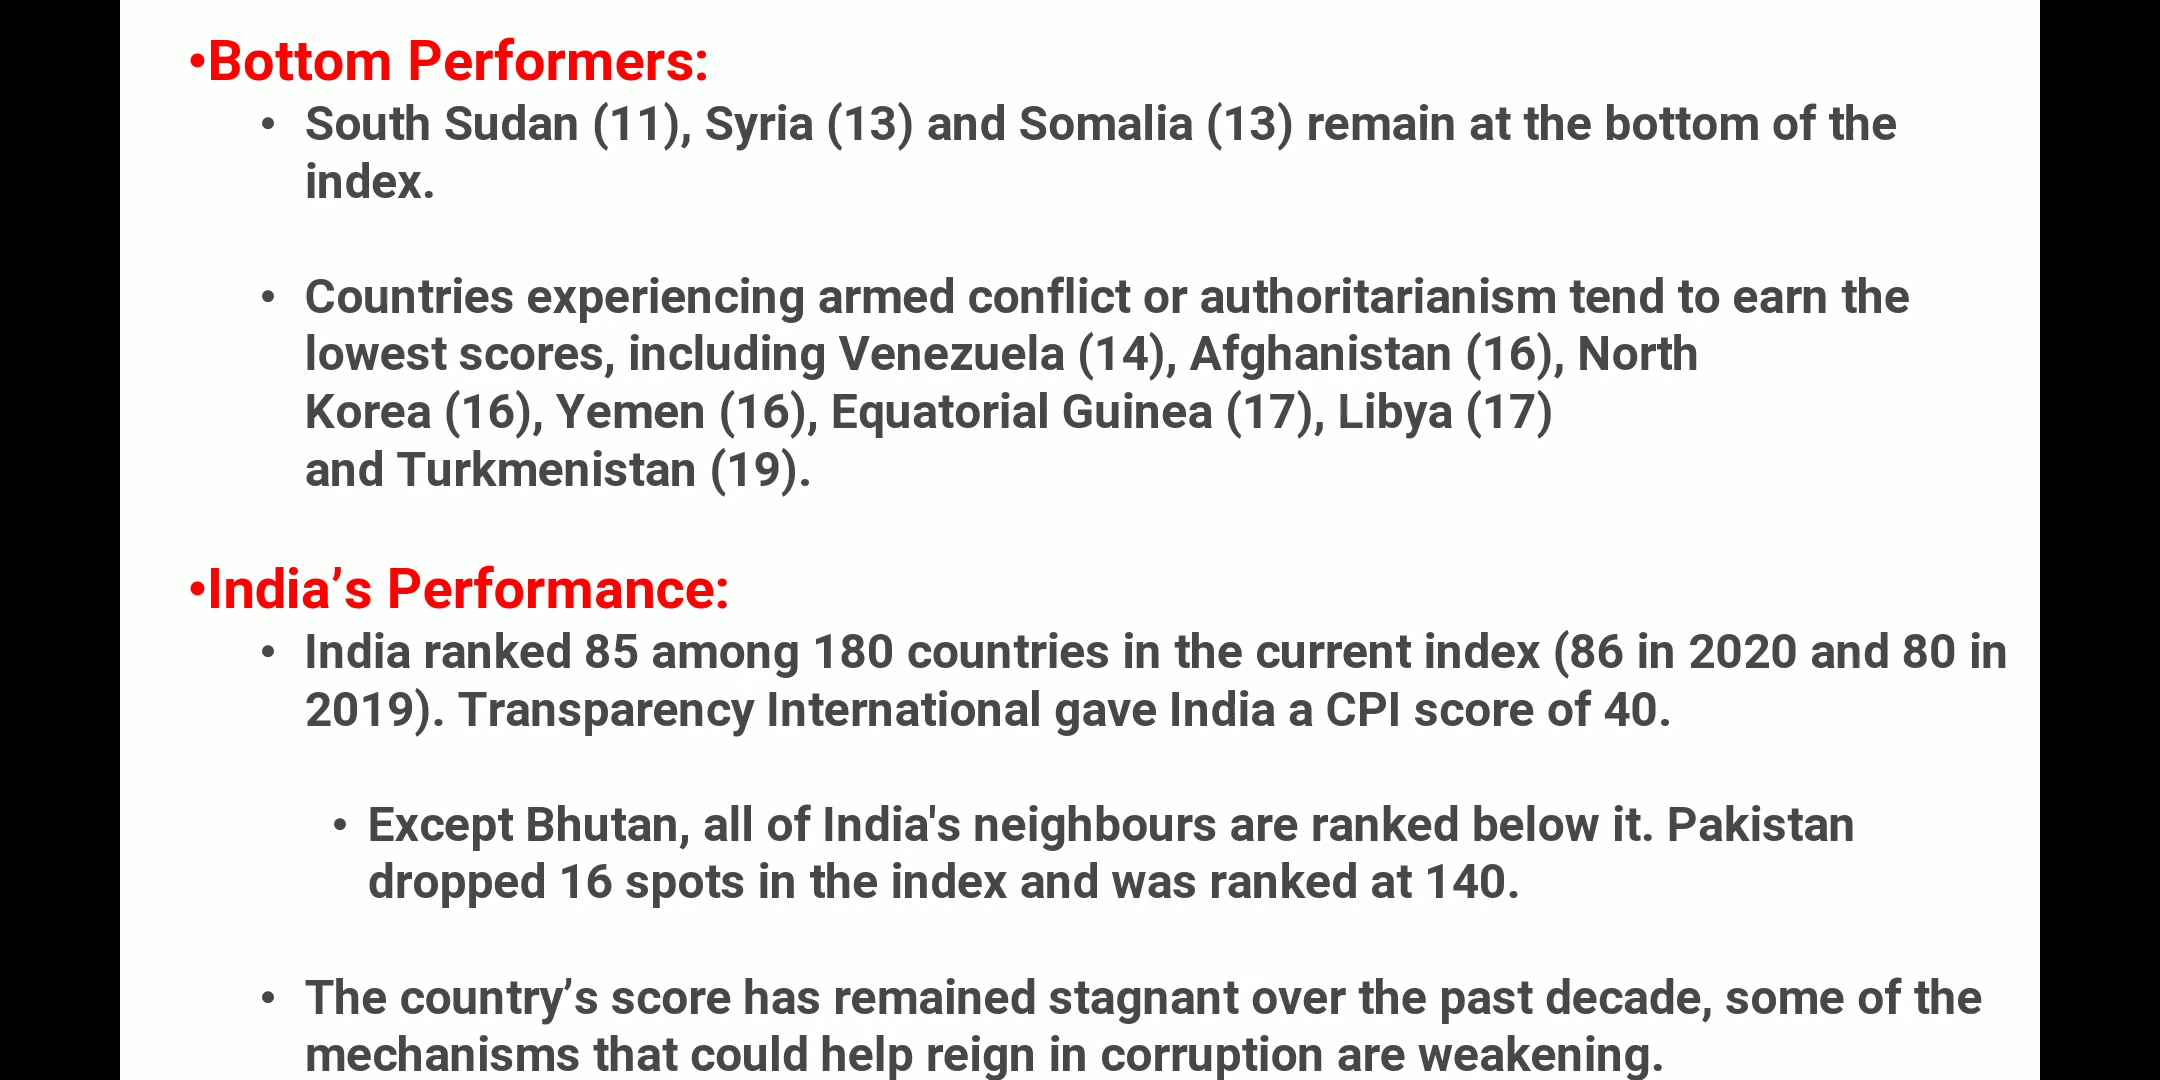 •Bottom Performers:
• South Sudan (11), Syria (13) and Somalia (13) remain at the bottom of the
index.
• Countries experiencing armed conflict or authoritarianism tend to earn the
lowest scores, including Venezuela (14), Afghanistan (16), North
Korea (16), Yemen (16), Equatorial Guinea (17), Libya (17)
and Turkmenistan (19).
•India’s Performance:
• India ranked 85 among 180 countries in the current index (86 in 2020 and 80 in
2019). Transparency International gave India a CPI score of 40.
• Except Bhutan, all of India's neighbours are ranked below it. Pakistan
dropped 16 spots in the index and was ranked at 140.
• The country’s score has remained stagnant over the past decade, some of the
mechanisms that could help reign in corruption are weakening.